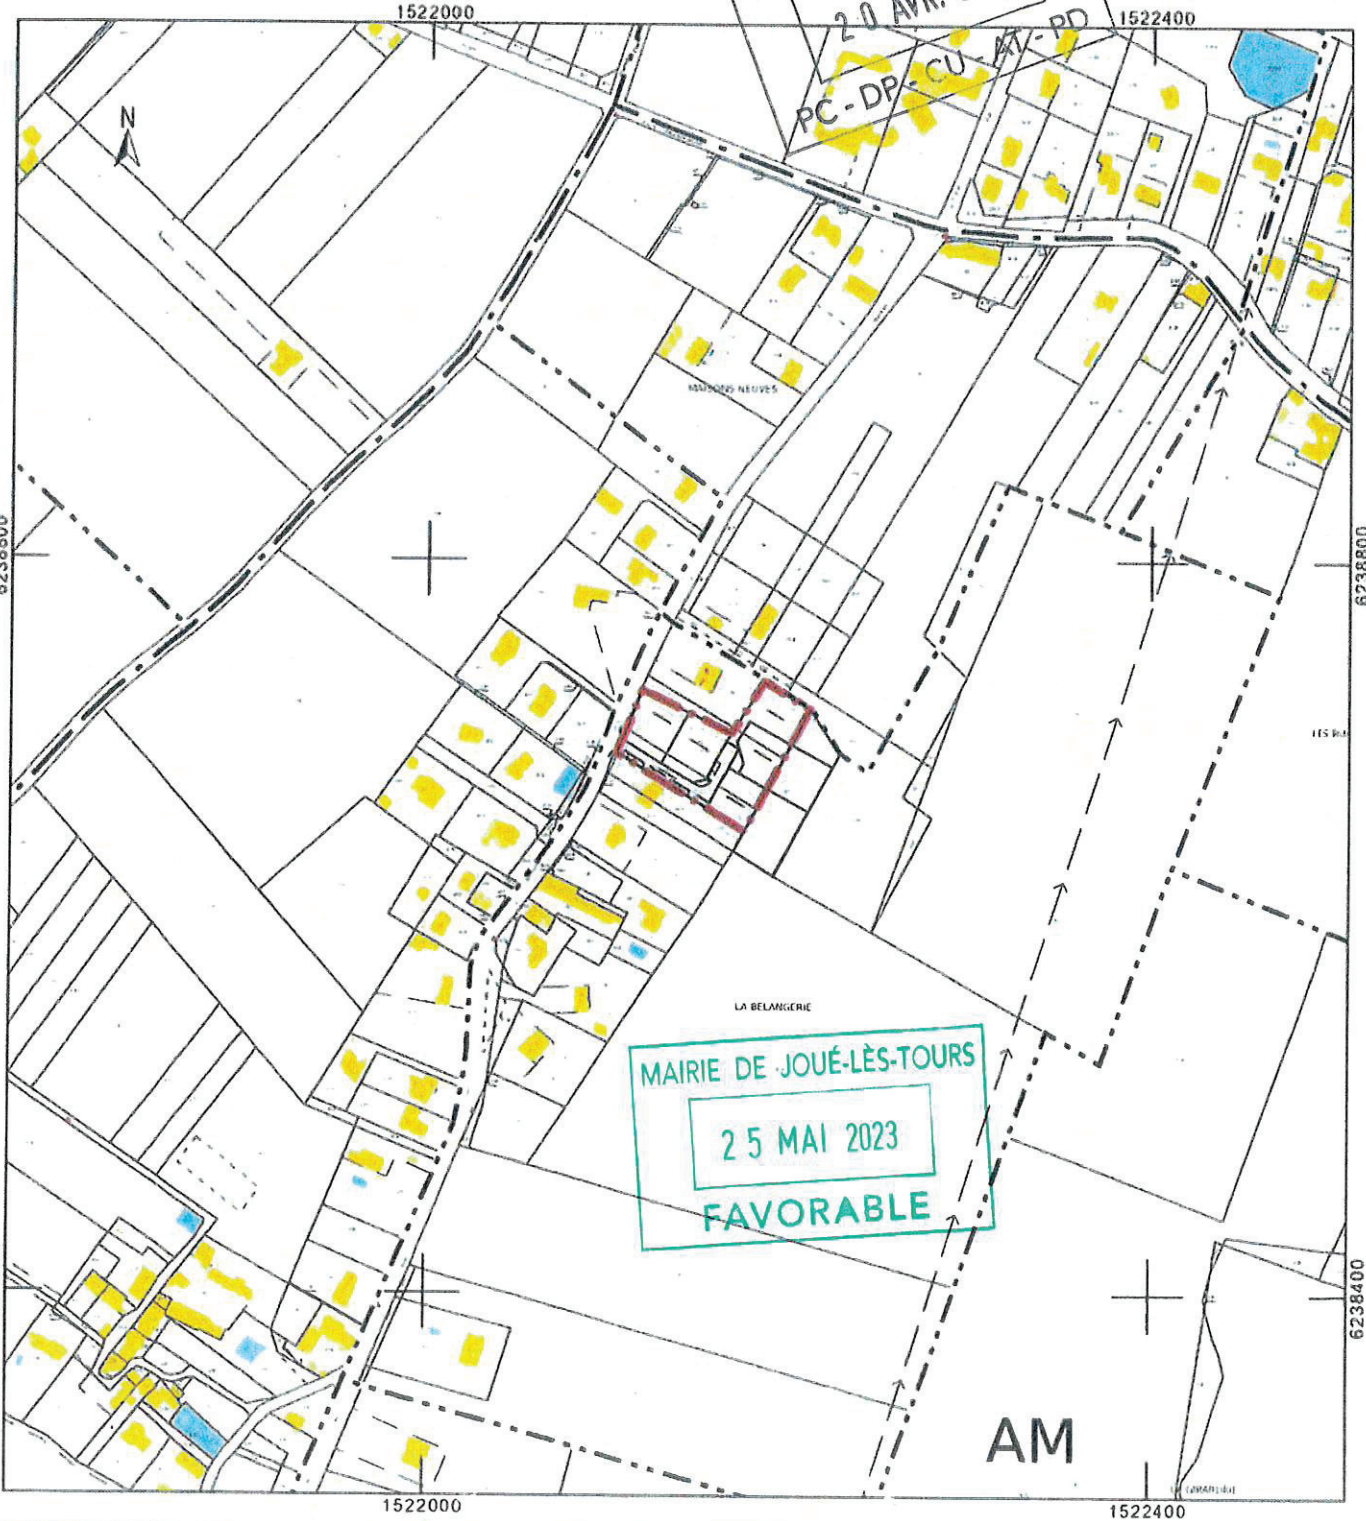 1522000
1522400
2 0 AVR.
PC - DP - CU - AT - PD
N
MAISONS NEUVES
6238800
6238800
LA BELANGERIE
MAIRIE DE JOUÉ-LÈS-TOURS
2 5 MAI 2023
FAVORABLE
6238400
AM
1522000
1522400